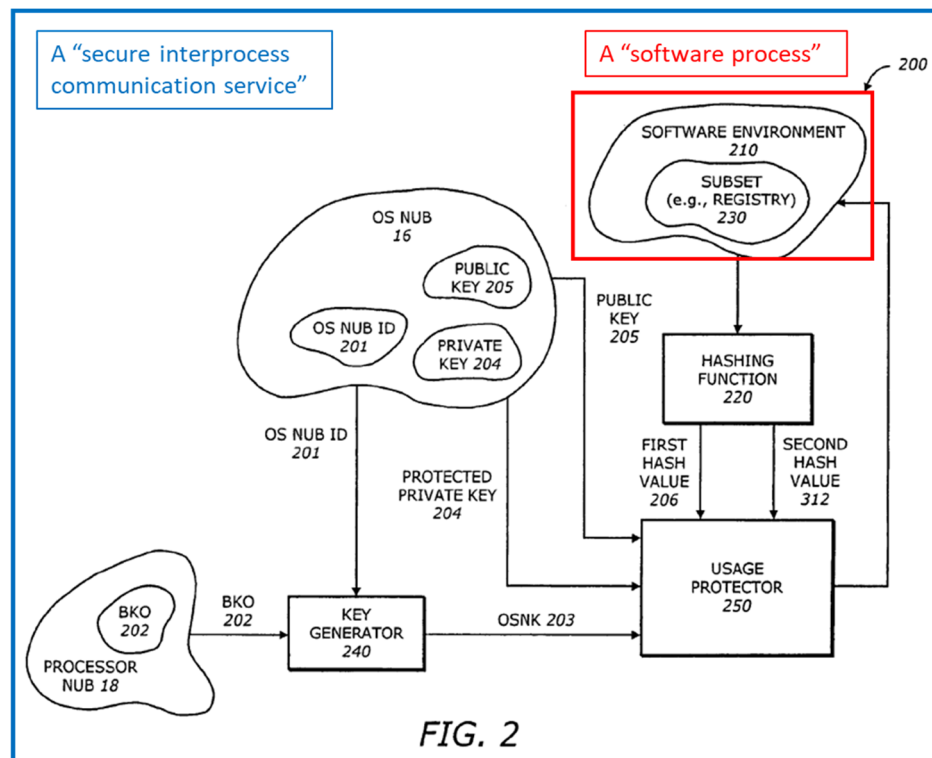 A “secure interprocess
communication service”
A “software process”
200
SOFTWARE ENVIRONMENT
210
SUBSET
(e.g., REGISTRY)
230
OS NUB
16
PUBLIC
KEY 205
OS NUB ID
201
PRIVATE
KEY 204
PUBLIC
KEY
205
HASHING
FUNCTION
220
OS NUB ID
201
PROTECTED
PRIVATE KEY
204
FIRST
HASH
VALUE
206
SECOND
HASH
VALUE
312
USAGE
PROTECTOR
250
BKO
202
PROCESSOR
NUB 18
BKO
202
KEY
GENERATOR
240
OSNK 203
FIG. 2